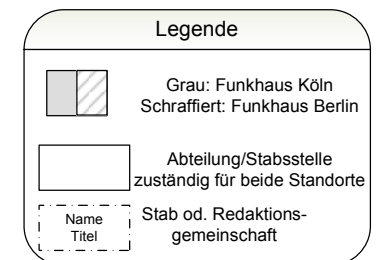 Legende
Grau: Funkhaus Köln
Schraffiert: Funkhaus Berlin
Abteilung/Stabsstelle
zuständig für beide Standorte
Name
Titel
Stab od. Redaktions-
gemeinschaft